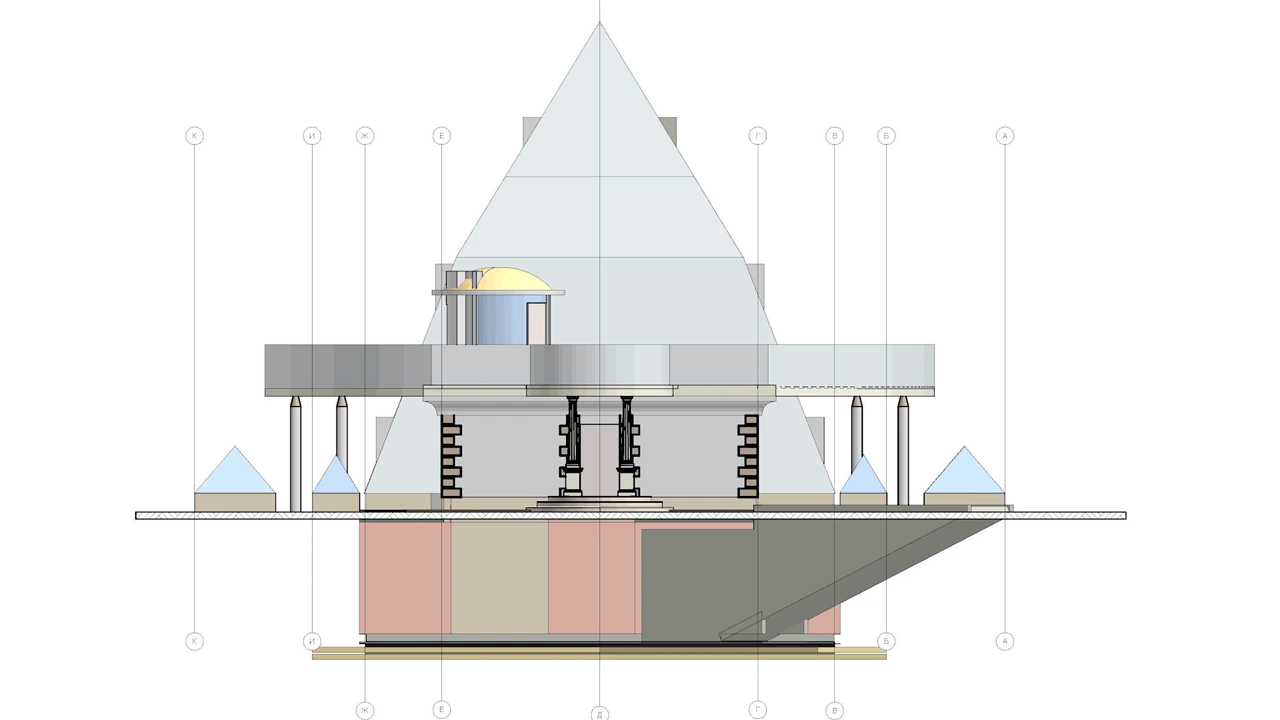 К И Ж Е Г В Б А
К И Б А
Ж Е Д Г В